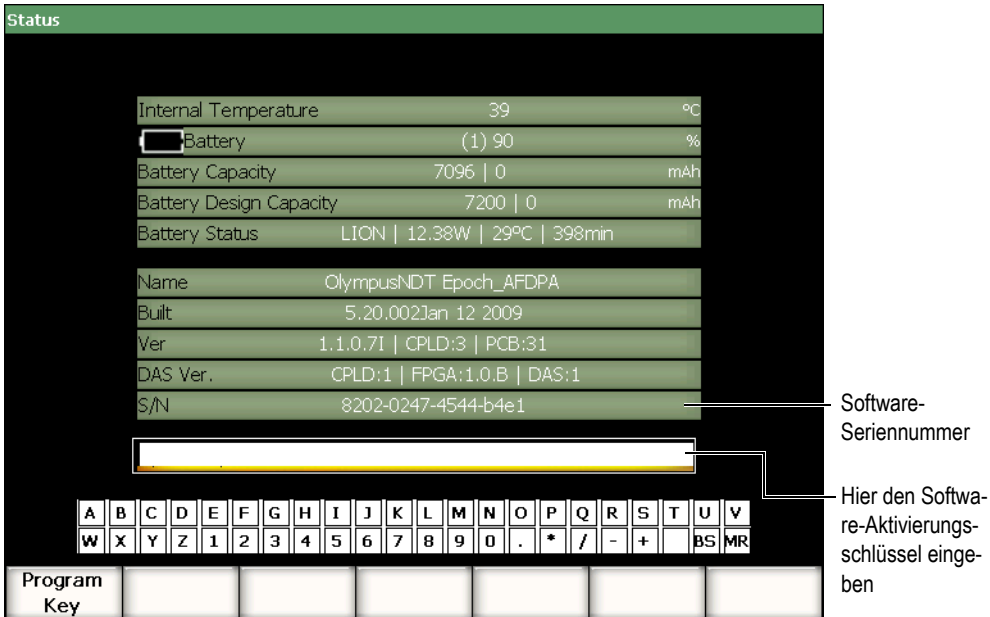 Status
Internal Temperature 39 ºC
Battery (1) 90 %
Battery Capacity 7096 | 0 mAh
Battery Design Capacity 7200 | 0 mAh
Battery Status LION | 12.38W | 29ºC | 398min
Name OlympusNDT Epoch_AFDPA
Built 5.20.002Jan 12 2009
Ver 1.1.0.7I | CPLD:3 | PCB:31
DAS Ver. CPLD:1 | FPGA:1.0.B | DAS:1
S/N 8202-0247-4544-b4e1
Software-
Seriennummer
Hier den Softwa-
re-Aktivierungs-
schlüssel einge-
ben
A B C D E F G H I J K L M N O P Q R S T U V
W X Y Z 1 2 3 4 5 6 7 8 9 0 . * / - + BS MR
Program
Key